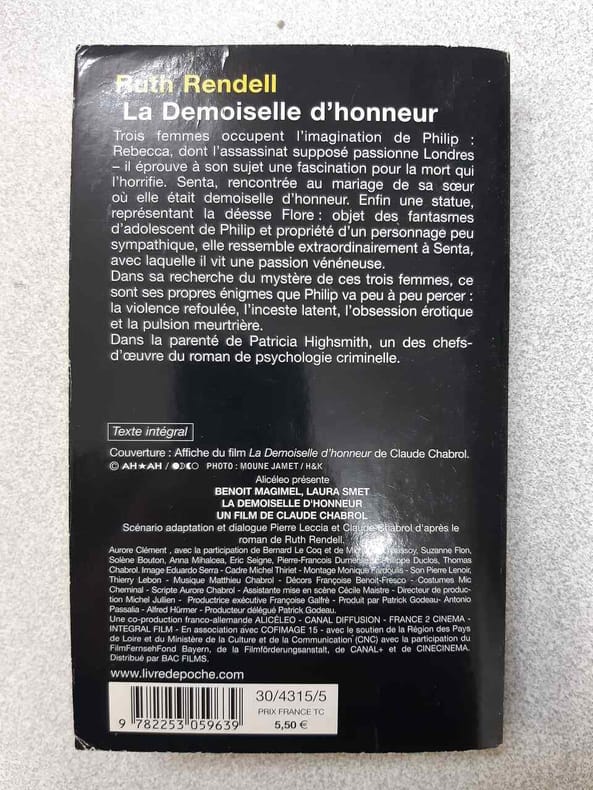 Ruth Rendell
La Demoiselle d'honneur
Trois femmes occupent l'imagination de Philip :
Rebecca, dont l'assassinat supposé passionne Londres
– il éprouve à son sujet une fascination pour la mort qui
l'horrifie. Senta, rencontrée au mariage de sa sœur
où elle était demoiselle d'honneur. Enfin une statue,
représentant la déesse Flore : objet des fantasmes
d'adolescent de Philip et propriété d'un personnage peu
sympathique, elle ressemble extraordinairement à Senta,
avec laquelle il vit une passion vénéneuse.
Dans sa recherche du mystère de ces trois femmes, ce
sont ses propres énigmes que Philip va peu à peu percer :
la violence refoulée, l'inceste latent, l'obsession érotique
et la pulsion meurtrière.
Dans la parenté de Patricia Highsmith, un des chefs-
d'œuvre du roman de psychologie criminelle.
Texte intégral
Couverture : Affiche du film La Demoiselle d'honneur de Claude Chabrol.
© AH★AH / PHOTO : MOUNE JAMET / H&K
Alicéleo présente
BENOIT MAGIMEL, LAURA SMET
LA DEMOISELLE D'HONNEUR
UN FILM DE CLAUDE CHABROL
Scénario adaptation et dialogue Pierre Leccia et Claude Chabrol d'après le
roman de Ruth Rendell.
Aurore Clément , avec la participation de Bernard Le Coq et de Suzanne Flon,
Solène Bouton, Anna Mihalcea, Eric Seigne, Pierre-François Philippe Duclos, Thomas
Chabrol. Image Eduardo Serra - Cadre Michel Thiriet - Montage Monique Fardoulis - Son Pierre Lenoir,
Thierry Lebon - Musique Matthieu Chabrol - Décors Françoise Benoit-Fresco - Costumes Mic
Cheminal - Scripte Aurore Chabrol - Assistante mise en scène Cécile Maistre - Directeur de produc-
tion Michel Jullien - Productrice exécutive Françoise Galfrè - Produit par Patrick Godeau- Antonio
Passalia - Alfred Hürmer - Producteur délégué Patrick Godeau.
Une co-production franco-allemande ALICÉLEO - CANAL DIFFUSION - FRANCE 2 CINEMA -
INTEGRAL FILM - En association avec COFIMAGE 15 - avec le soutien de la Région des Pays
de Loire et du Ministère de la Culture et de la Communication (CNC) avec la participation du
FilmFernsehFond Bayern, de la Filmförderungsanstalt, de CANAL+ et de CINECINEMA.
Distribué par BAC FILMS.
www.livredepoche.com
30/4315/5
PRIX FRANCE TC
5,50 €
9 782253 059639